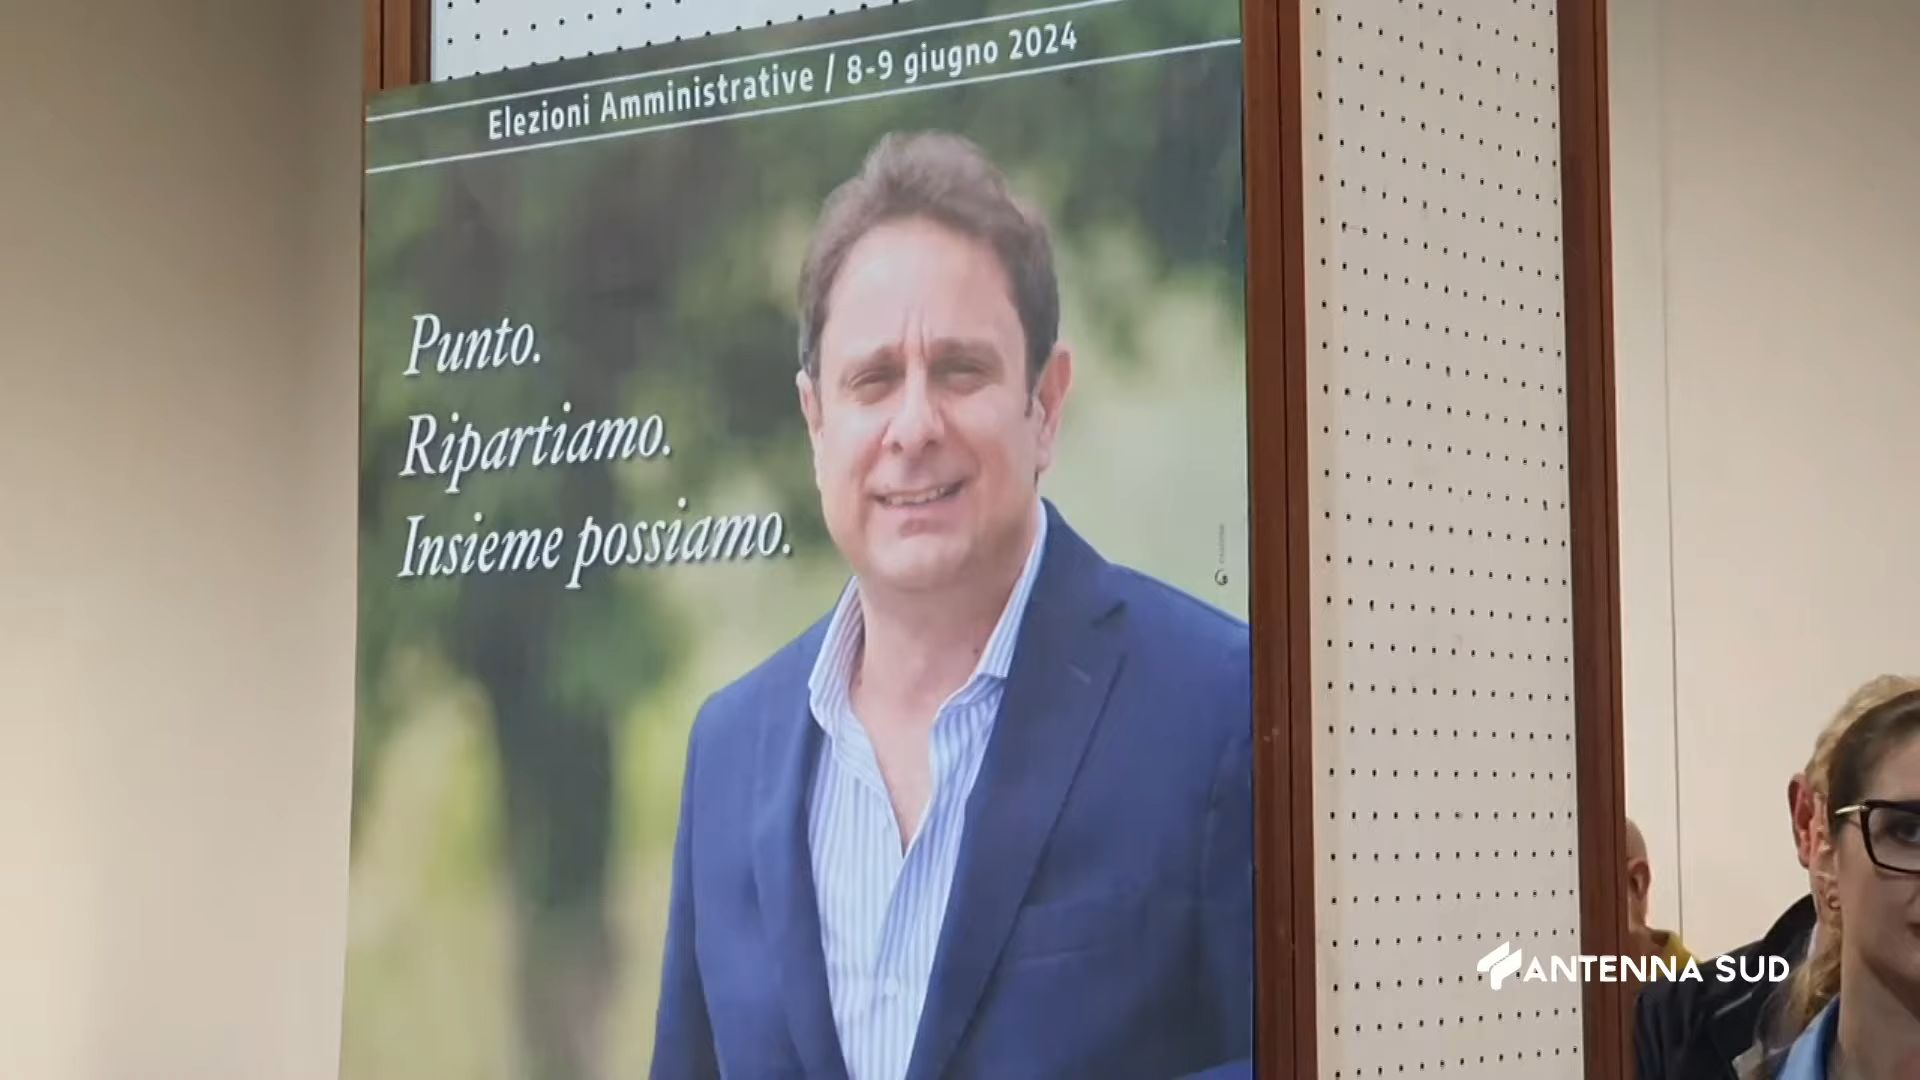 Elezioni Amministrative / 8-9 giugno 2024
Punto.
Ripartiamo.
Insieme possiamo.
ANTENNA SUD